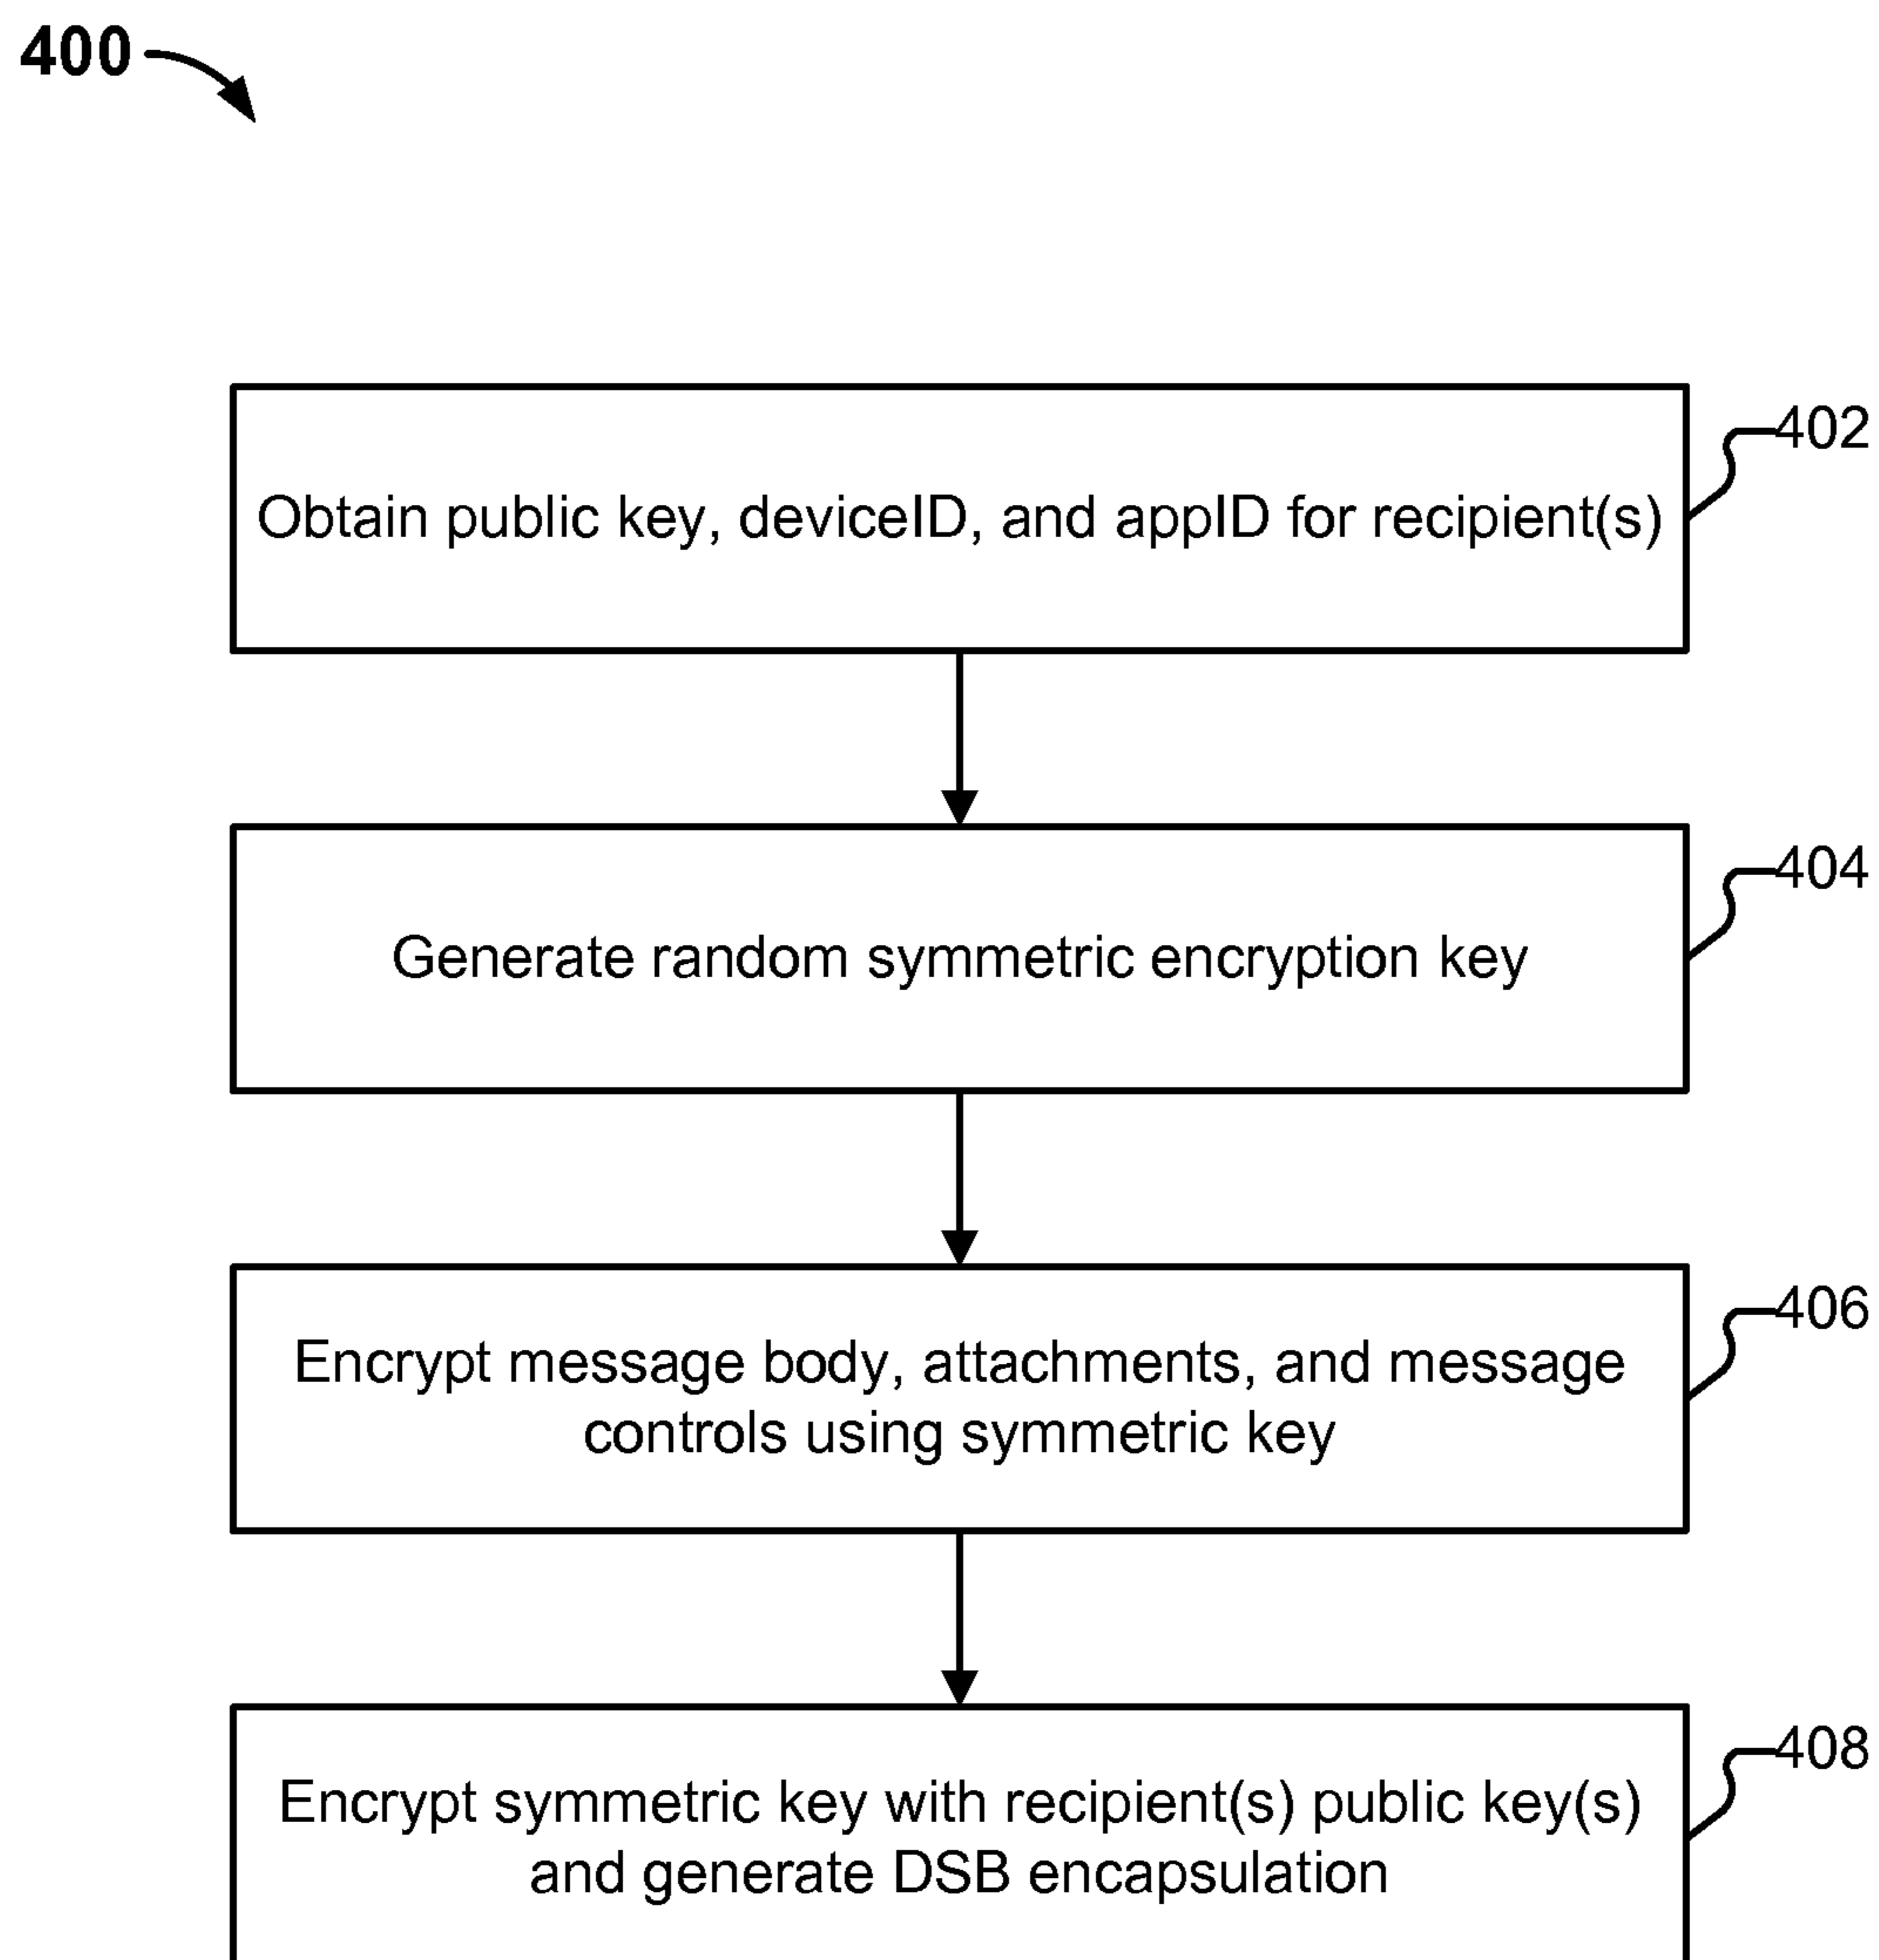 400
402
Obtain public key, deviceID, and appID for recipient(s)
404
Generate random symmetric encryption key
406
Encrypt message body, attachments, and message
controls using symmetric key
408
Encrypt symmetric key with recipient(s) public key(s)
and generate DSB encapsulation